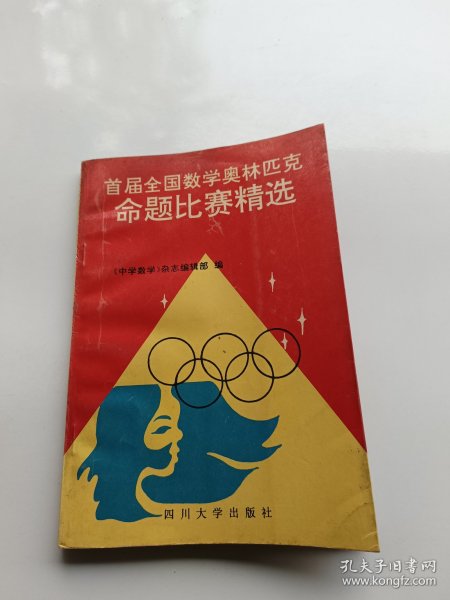 首届全国数学奥林匹克
命题比赛精选
《中学数学》杂志编辑部 编
四川大学出版社
孔夫子旧书网
www.kongfz.com